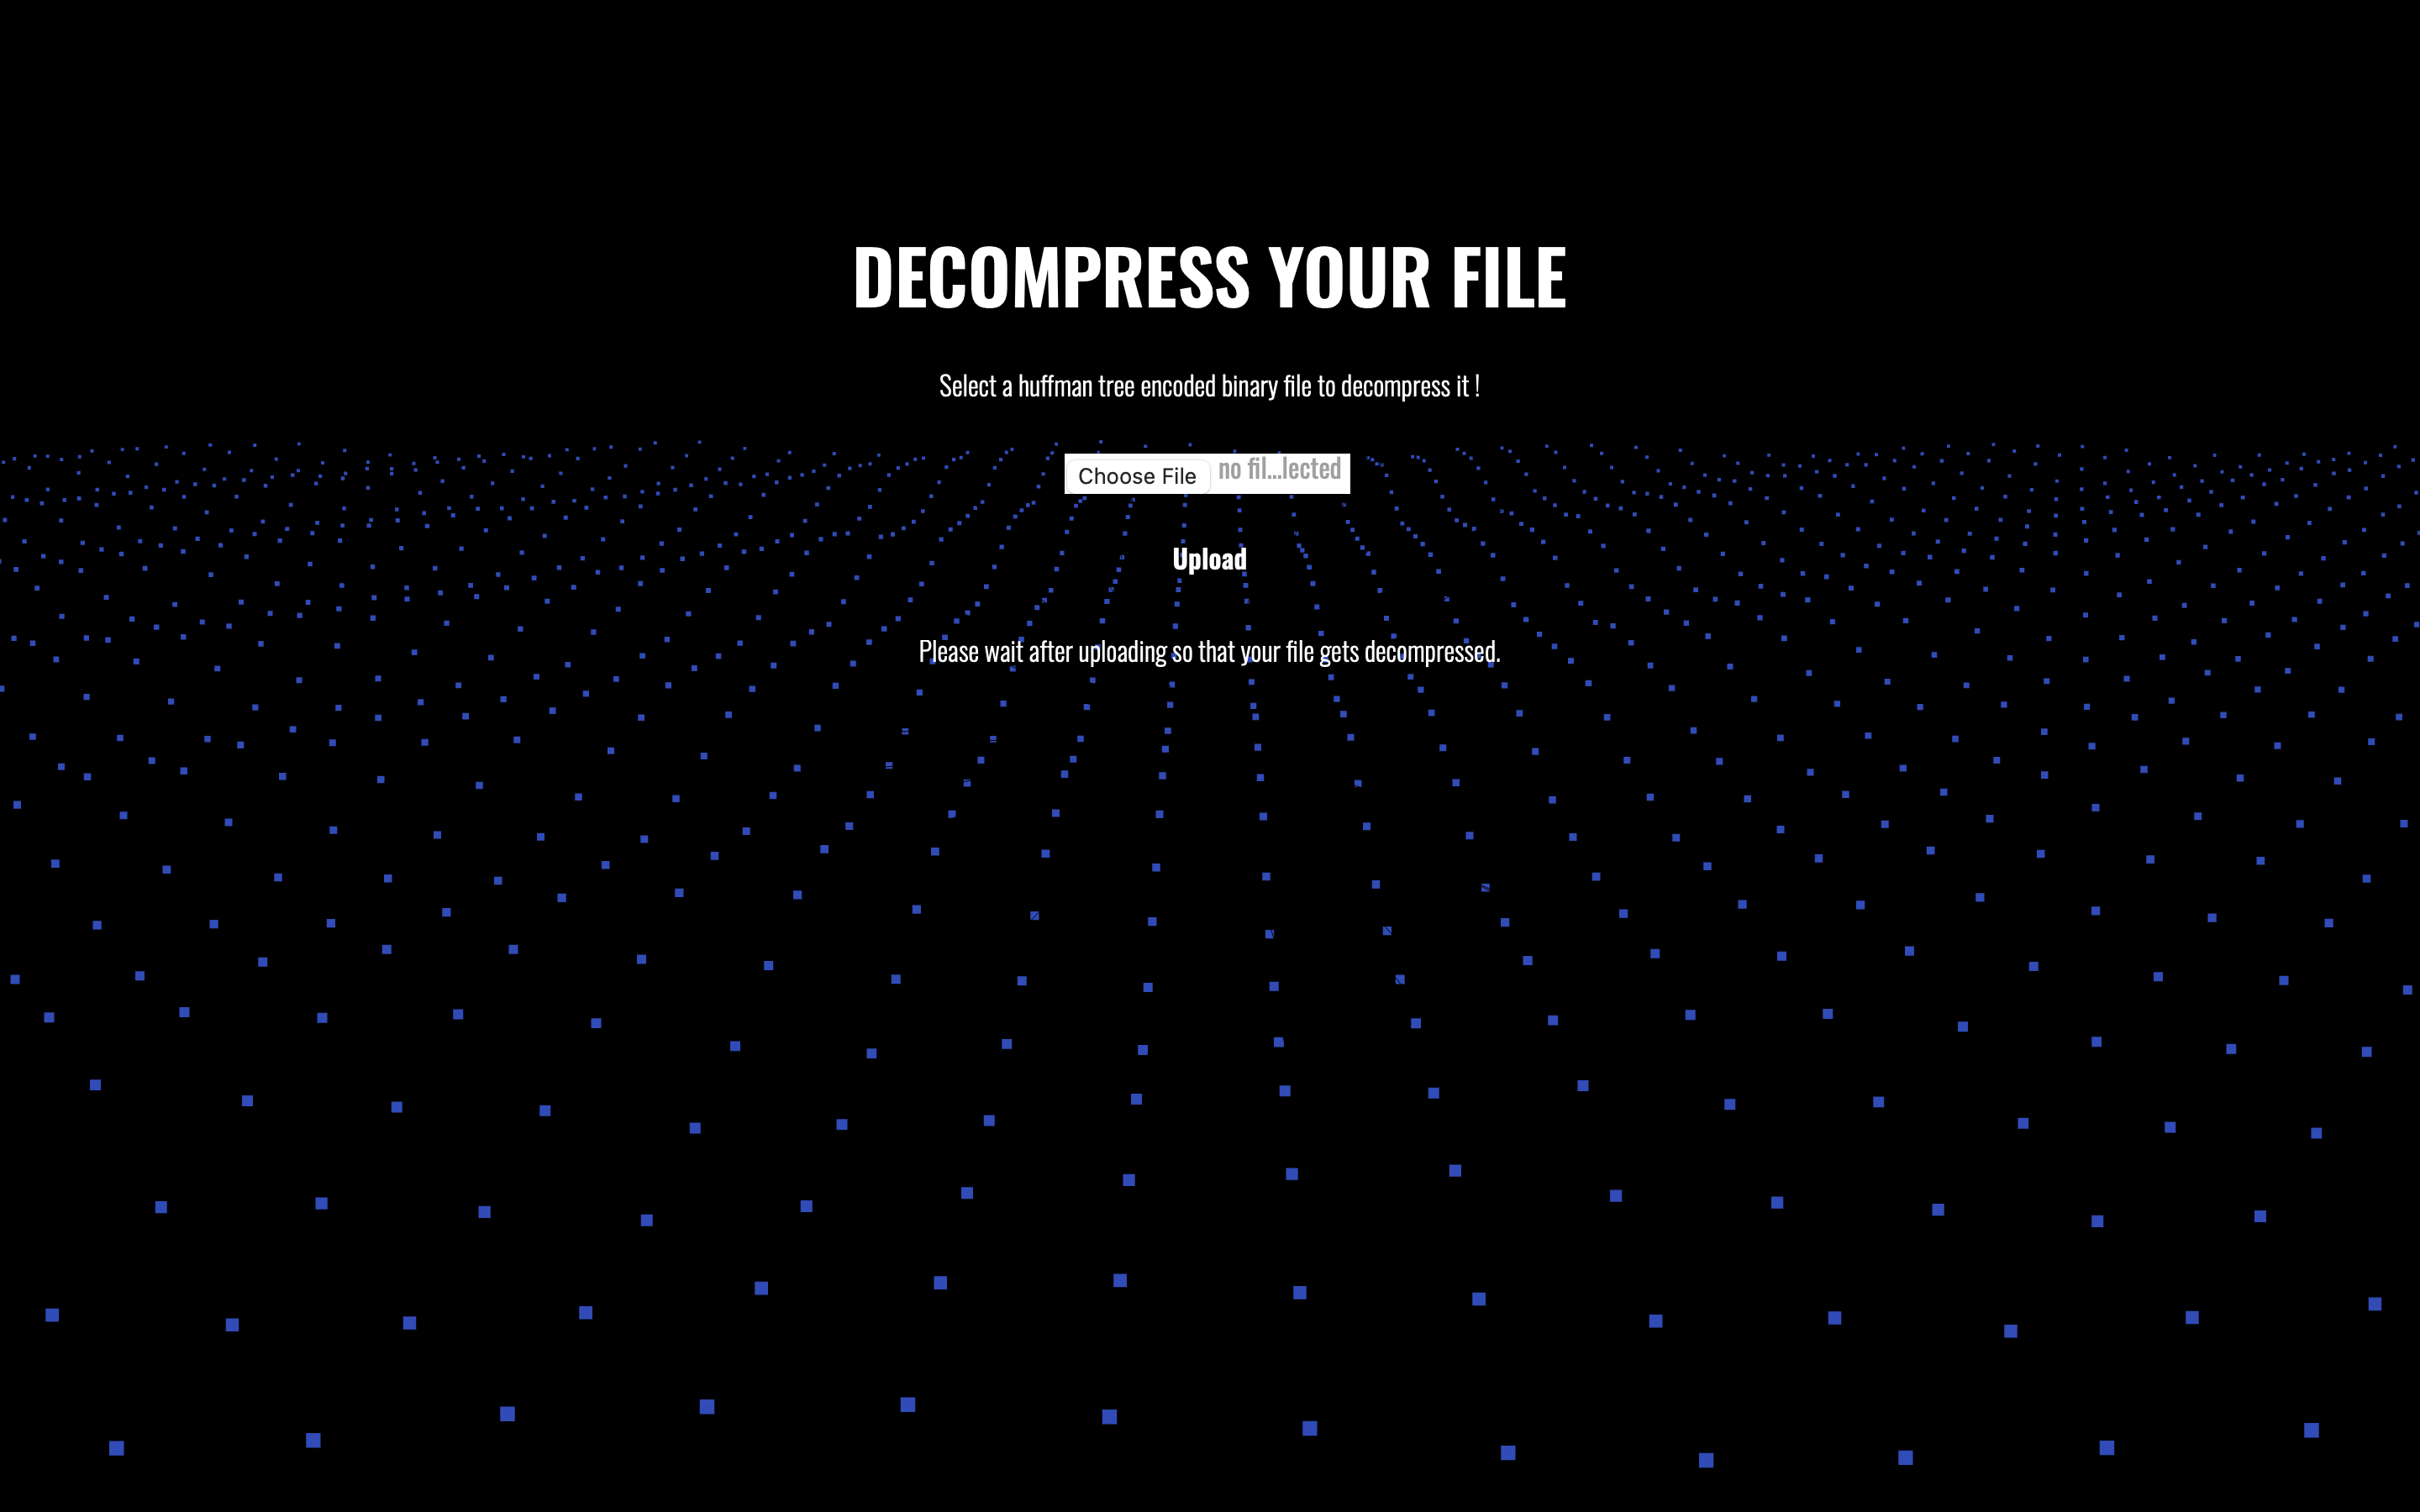 DECOMPRESS YOUR FILE
Select a huffman tree encoded binary file to decompress it !
Choose File no fil...lected
Upload
Please wait after uploading so that your file gets decompressed.